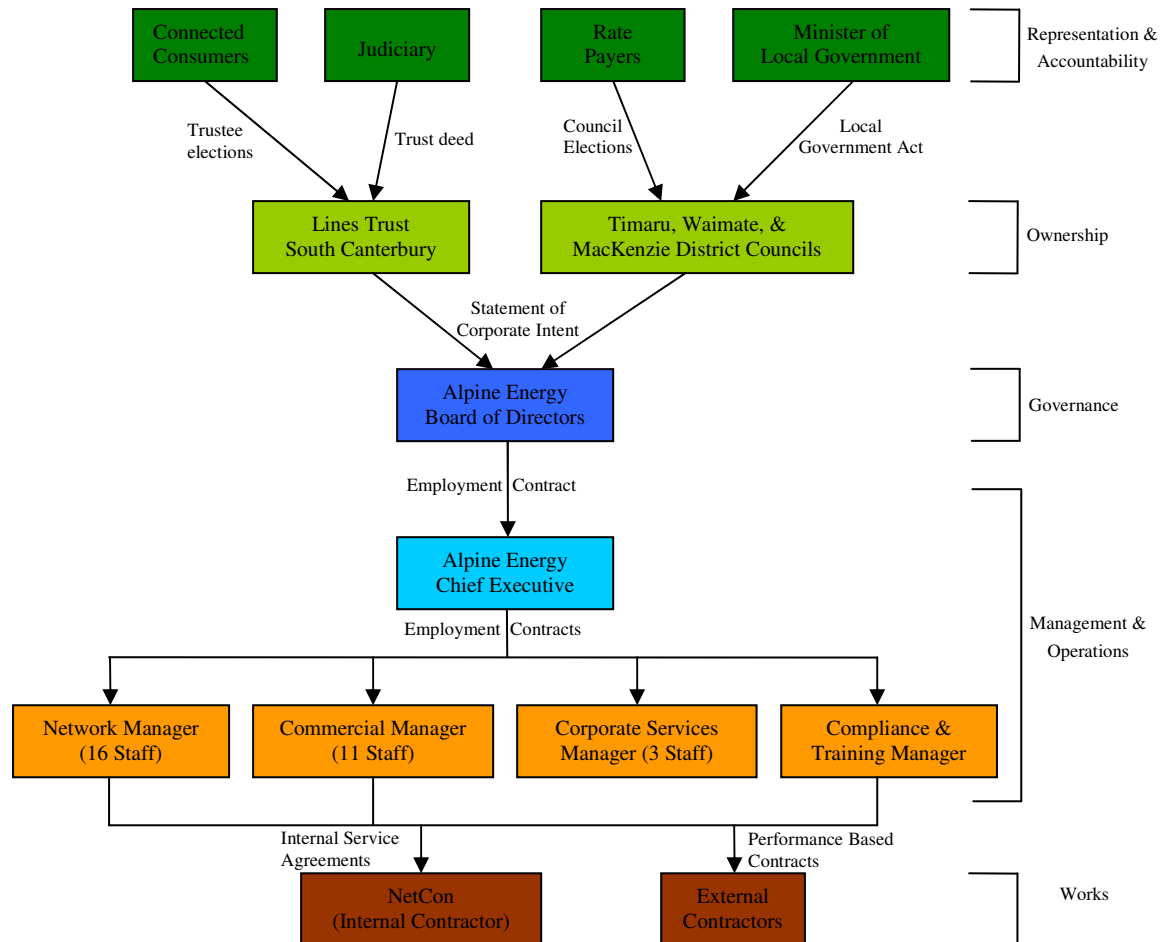 Connected
Consumers
Judiciary
Rate
Payers
Minister of
Local Government
Representation &
Accountability
Trustee
elections
Trust deed
Council
Elections
Local
Government Act
Lines Trust
South Canterbury
Timaru, Waimate, &
MacKenzie District Councils
Ownership
Statement of
Corporate Intent
Alpine Energy
Board of Directors
Governance
Employment Contract
Alpine Energy
Chief Executive
Employment Contracts
Management &
Operations
Network Manager
(16 Staff)
Commercial Manager
(11 Staff)
Corporate Services
Manager (3 Staff)
Compliance &
Training Manager
Internal Service
Agreements
Performance Based
Contracts
NetCon
(Internal Contractor)
External
Contractors
Works